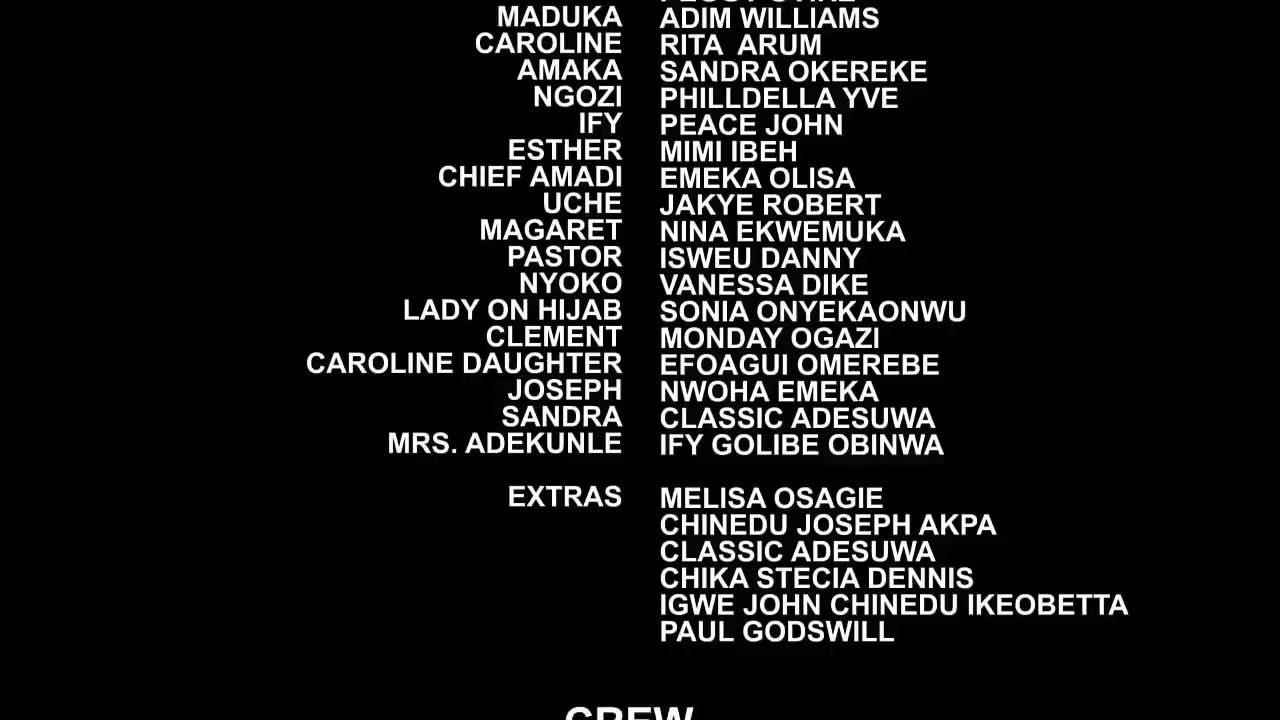 MADUKA ADIM WILLIAMS
CAROLINE RITA ARUM
AMAKA SANDRA OKEREKE
NGOZI PHILLDELLA YVE
IFY PEACE JOHN
ESTHER MIMI IBEH
CHIEF AMADI EMEKA OLISA
UCHE JAKYE ROBERT
MAGARET NINA EKWEMUKA
PASTOR ISWEU DANNY
NYOKO VANESSA DIKE
LADY ON HIJAB SONIA ONYEKAONWU
CLEMENT MONDAY OGAZI
CAROLINE DAUGHTER EFOAGUI OMEREBE
JOSEPH NWOHA EMEKA
SANDRA CLASSIC ADESUWA
MRS. ADEKUNLE IFY GOLIBE OBINWA
EXTRAS MELISA OSAGIE
CHINEDU JOSEPH AKPA
CLASSIC ADESUWA
CHIKA STECIA DENNIS
IGWE JOHN CHINEDU IKEOBETTA
PAUL GODSWILL
CREW